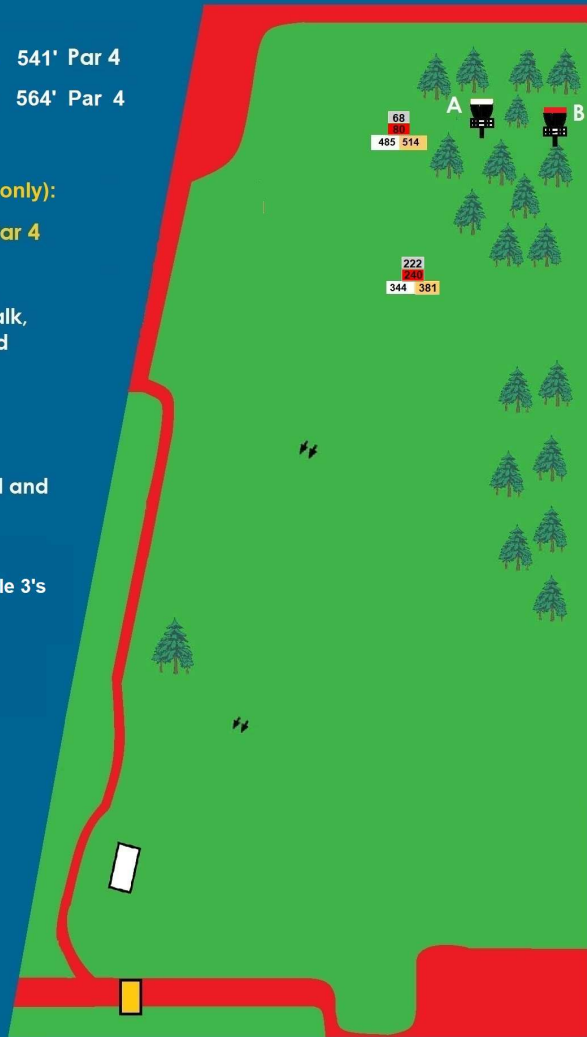 541' Par 4
564' Par 4
only):
ar 4
alk,
d
l and
le 3's
A
B
68
80
485 514
222
240
344 381